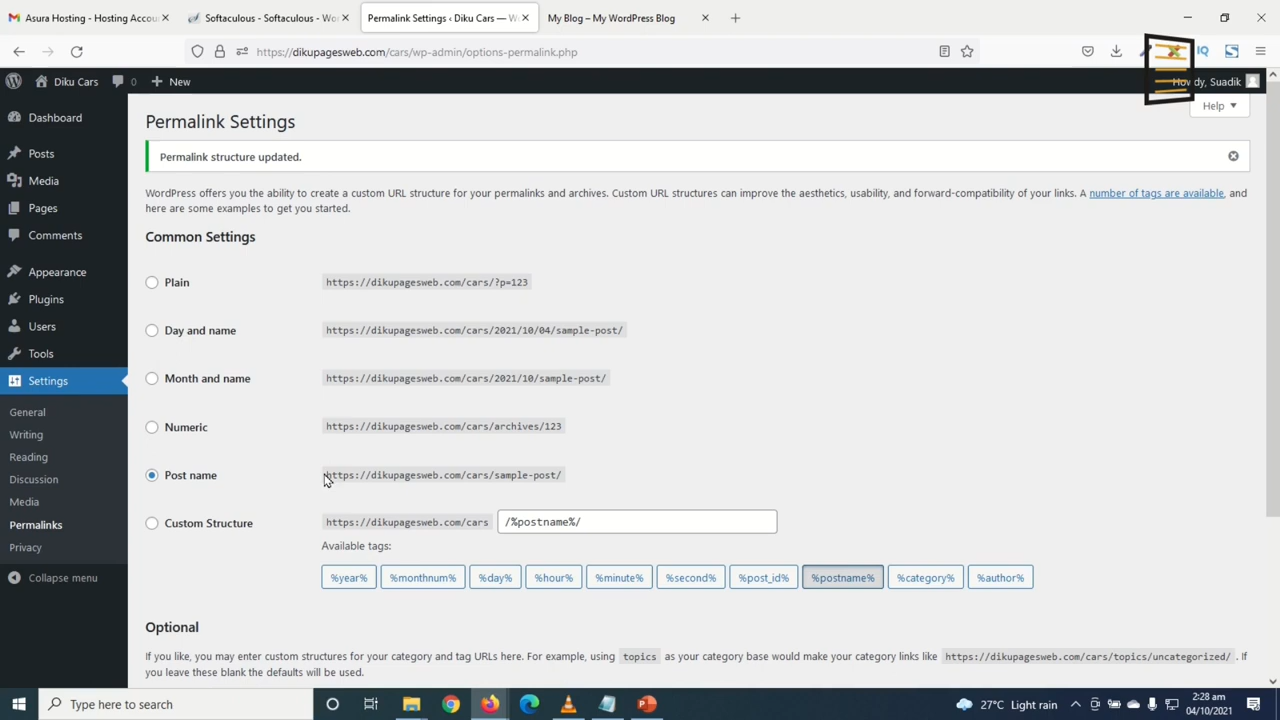 Asura Hosting - Hosting Accou
Softaculous - Softaculous - Wor
Permalink Settings ‹ Diku Cars — W
My Blog – My WordPress Blog
https://dikupagesweb.com/cars/wp-admin/options-permalink.php
IQ
Diku Cars
0
New
Howdy, Suadik
Dashboard
Posts
Media
Pages
Comments
Appearance
Plugins
Users
Tools
Settings
General
Writing
Reading
Discussion
Media
Permalinks
Privacy
Collapse menu
Help
Permalink Settings
Permalink structure updated.
WordPress offers you the ability to create a custom URL structure for your permalinks and archives. Custom URL structures can improve the aesthetics, usability, and forward-compatibility of your links. A number of tags are available, and
here are some examples to get you started.
Common Settings
Plain https://dikupagesweb.com/cars/?p=123
Day and name https://dikupagesweb.com/cars/2021/10/04/sample-post/
Month and name https://dikupagesweb.com/cars/2021/10/sample-post/
Numeric https://dikupagesweb.com/cars/archives/123
Post name https://dikupagesweb.com/cars/sample-post/
Custom Structure https://dikupagesweb.com/cars /%postname%/
Available tags:
%year% %monthnum% %day% %hour% %minute% %second% %post_id% %postname% %category% %author%
Optional
If you like, you may enter custom structures for your category and tag URLs here. For example, using topics as your category base would make your category links like https://dikupagesweb.com/cars/topics/uncategorized/ . If
you leave these blank the defaults will be used.
Type here to search
27°C Light rain
2:28 am
04/10/2021